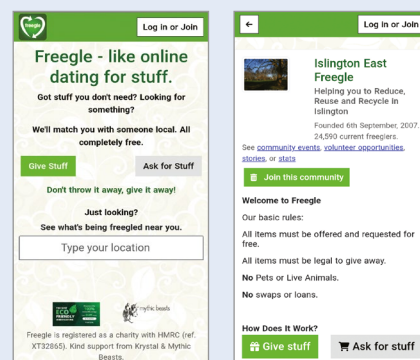 freegle
Log in or Join
Freegle - like online
dating for stuff.
Got stuff you don't need? Looking for
something?
We'll match you with someone local. All
completely free.
Give Stuff
Ask for Stuff
Don't throw it away, give it away!
Just looking?
See what's being freegled near you.
Type your location
ECO
FRIENDLY
mythic beasts
Freegle is registered as a charity with HMRC (ref.
XT32865). Kind support from Krystal & Mythic
Beasts.
Log in or Join
Islington East
Freegle
Helping you to Reduce,
Reuse and Recycle in
Islington
Founded 6th September, 2007.
24,590 current freeglers.
See community events, volunteer opportunities,
stories, or stats
Join this community
Welcome to Freegle
Our basic rules:
All items must be offered and requested for
free.
All items must be legal to give away.
No Pets or Live Animals.
No swaps or loans.
How Does It Work?
Give stuff
Ask for stuff